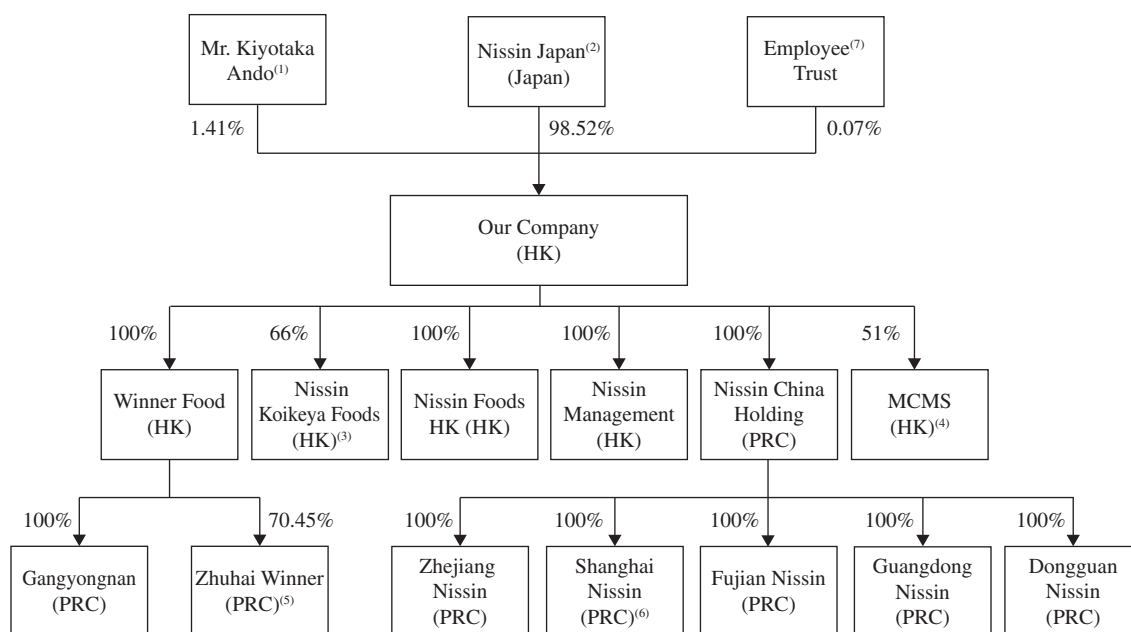 Mr. Kiyotaka
Ando(1)
Nissin Japan(2)
(Japan)
Employee(7)
Trust
1.41%
98.52%
0.07%
Our Company
(HK)
100%
66%
100%
100%
100%
51%
Winner Food
(HK)
Nissin
Koikeya Foods
(HK)(3)
Nissin Foods
HK (HK)
Nissin
Management
(HK)
Nissin China
Holding
(PRC)
MCMS
(HK)(4)
100%
70.45%
100%
100%
100%
100%
100%
Gangyongnan
(PRC)
Zhuhai Winner
(PRC)(5)
Zhejiang
Nissin
(PRC)
Shanghai
Nissin
(PRC)(6)
Fujian Nissin
(PRC)
Guangdong
Nissin
(PRC)
Dongguan
Nissin
(PRC)